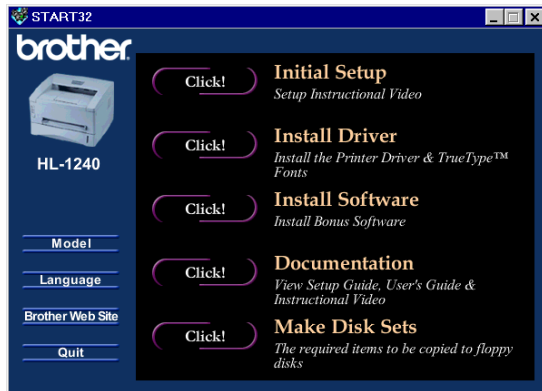 START32
brother.
HL-1240
Model
Language
Brother Web Site
Quit
Click!
Initial Setup
Setup Instructional Video
Click!
Install Driver
Install the Printer Driver & TrueType™
Fonts
Click!
Install Software
Install Bonus Software
Click!
Documentation
View Setup Guide, User's Guide &
Instructional Video
Click!
Make Disk Sets
The required items to be copied to floppy
disks